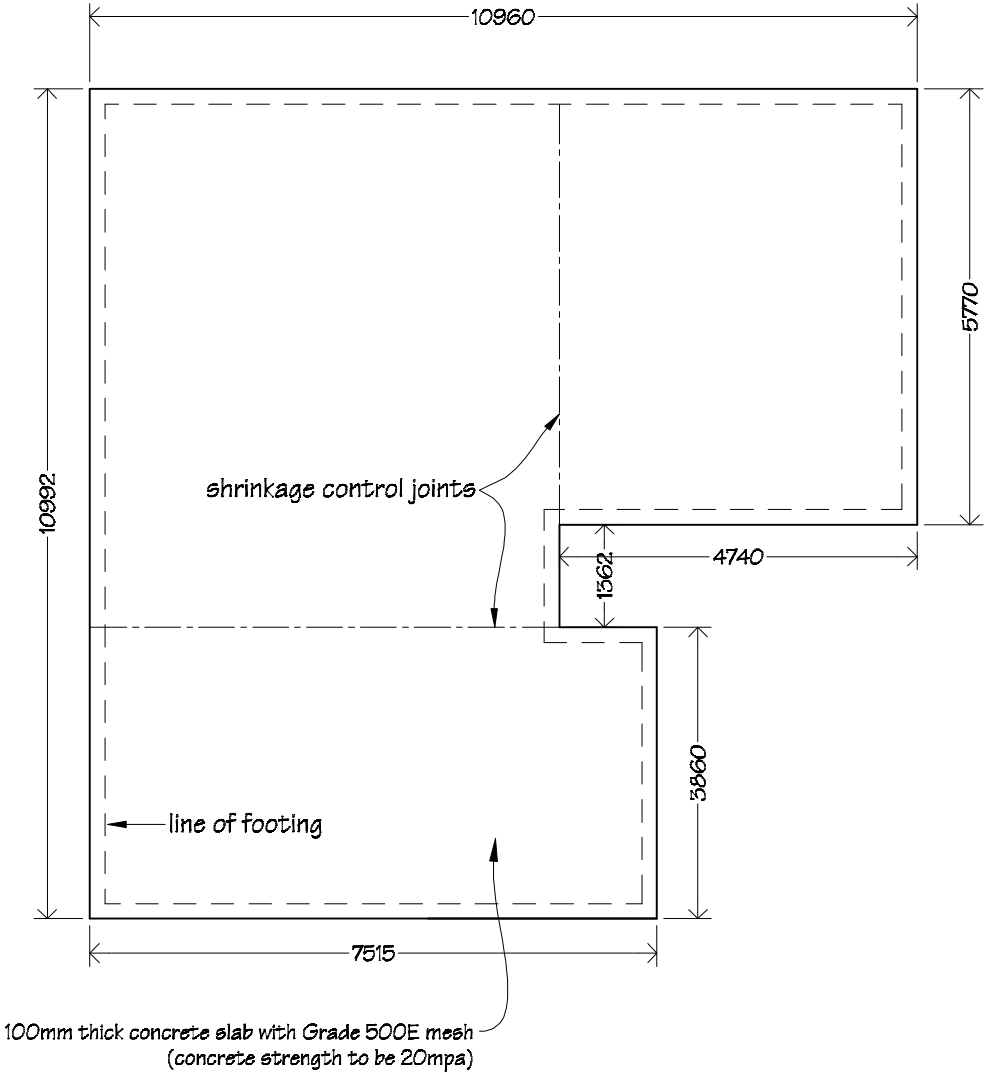 10960
5770
10992
shrinkage control joints
4740
1362
3860
line of footing
7515
100mm thick concrete slab with Grade 500E mesh
(concrete strength to be 20mpa)